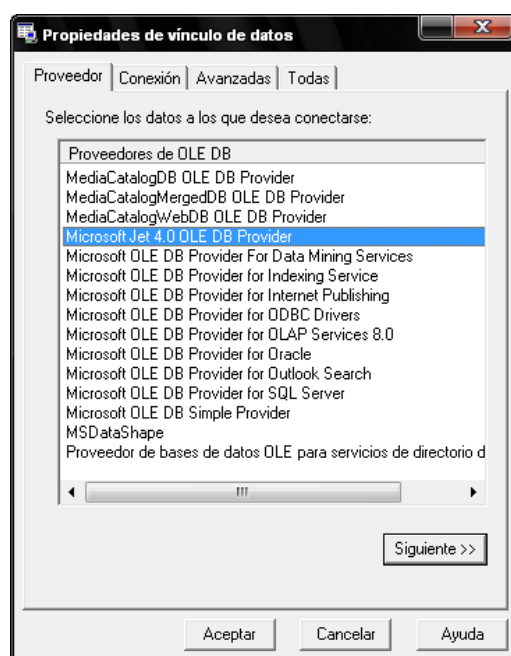 Propiedades de vínculo de datos
Proveedor Conexión Avanzadas Todas
Seleccione los datos a los que desea conectarse:
Proveedores de OLE DB
MediaCatalogDB OLE DB Provider
MediaCatalogMergedDB OLE DB Provider
MediaCatalogWebDB OLE DB Provider
Microsoft Jet 4.0 OLE DB Provider
Microsoft OLE DB Provider For Data Mining Services
Microsoft OLE DB Provider for Indexing Service
Microsoft OLE DB Provider for Internet Publishing
Microsoft OLE DB Provider for ODBC Drivers
Microsoft OLE DB Provider for OLAP Services 8.0
Microsoft OLE DB Provider for Oracle
Microsoft OLE DB Provider for Outlook Search
Microsoft OLE DB Provider for SQL Server
Microsoft OLE DB Simple Provider
MSDataShape
Proveedor de bases de datos OLE para servicios de directorio d
Siguiente >>
Aceptar Cancelar Ayuda